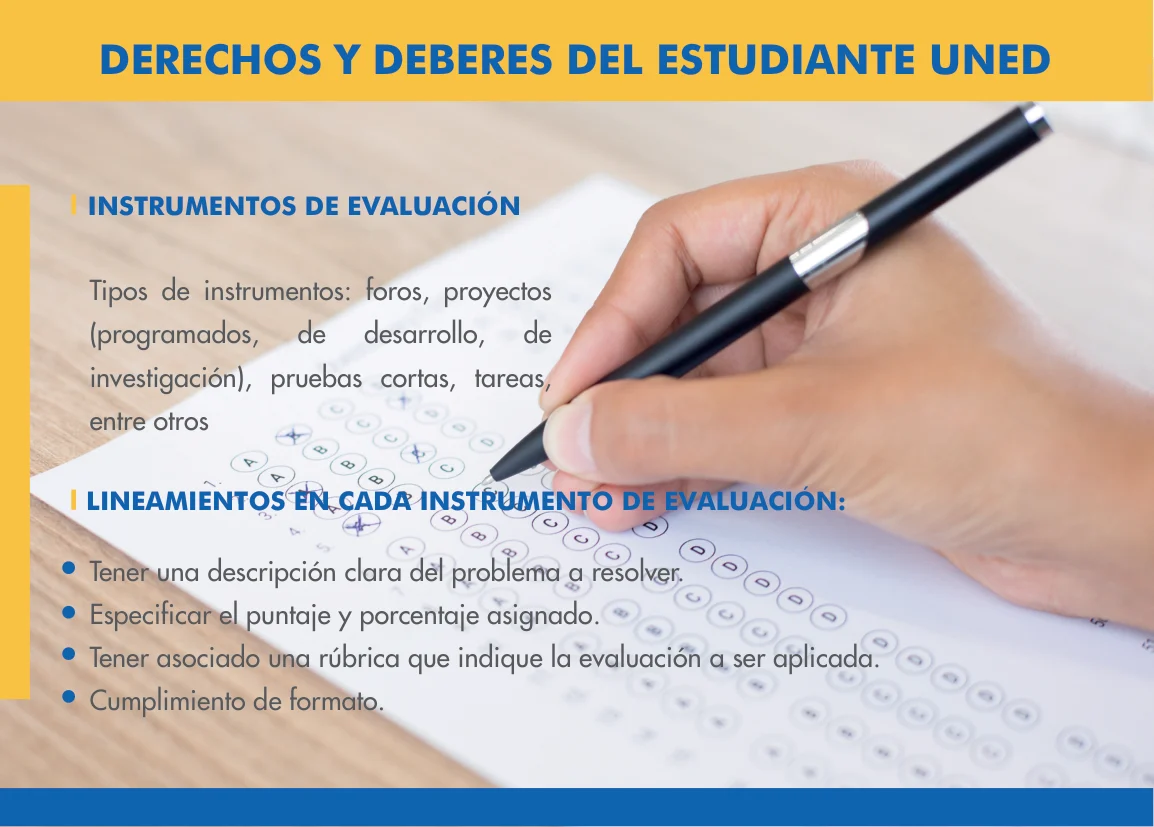 DERECHOS Y DEBERES DEL ESTUDIANTE UNED
INSTRUMENTOS DE EVALUACIÓN
Tipos de instrumentos: foros, proyectos
(programados, de desarrollo, de
investigación), pruebas cortas, tareas,
entre otros
LINEAMIENTOS EN CADA INSTRUMENTO DE EVALUACIÓN:
Tener una descripción clara del problema a resolver.
Especificar el puntaje y porcentaje asignado.
Tener asociado una rúbrica que indique la evaluación a ser aplicada.
Cumplimiento de formato.